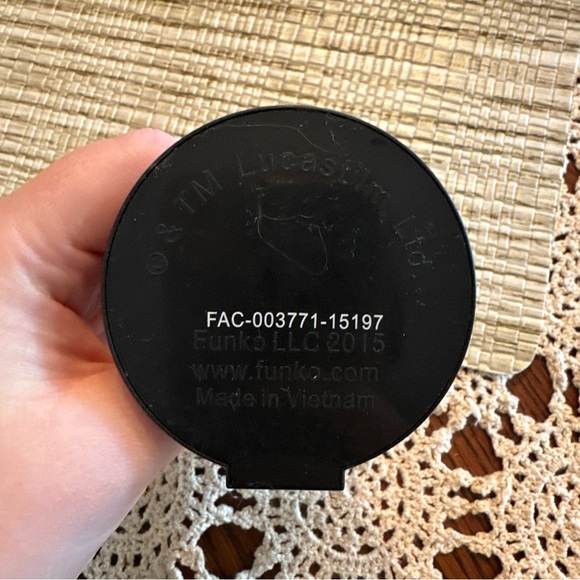 © & TM Lucasfilm Ltd.
FAC-003771-15197
Funko LLC 2015
www.funko.com
Made in Vietnam